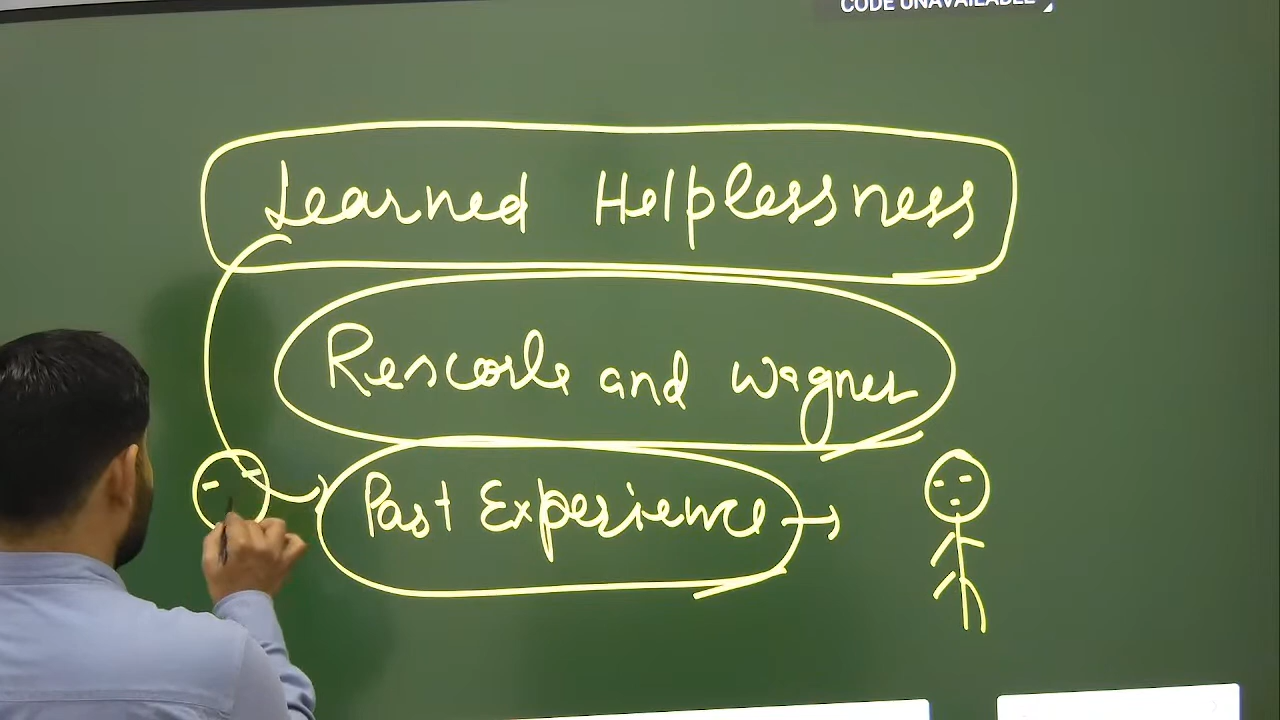 CODE UNAVAILABLE
Learned Helplessness
Rescorla and Wagner
Past Experience